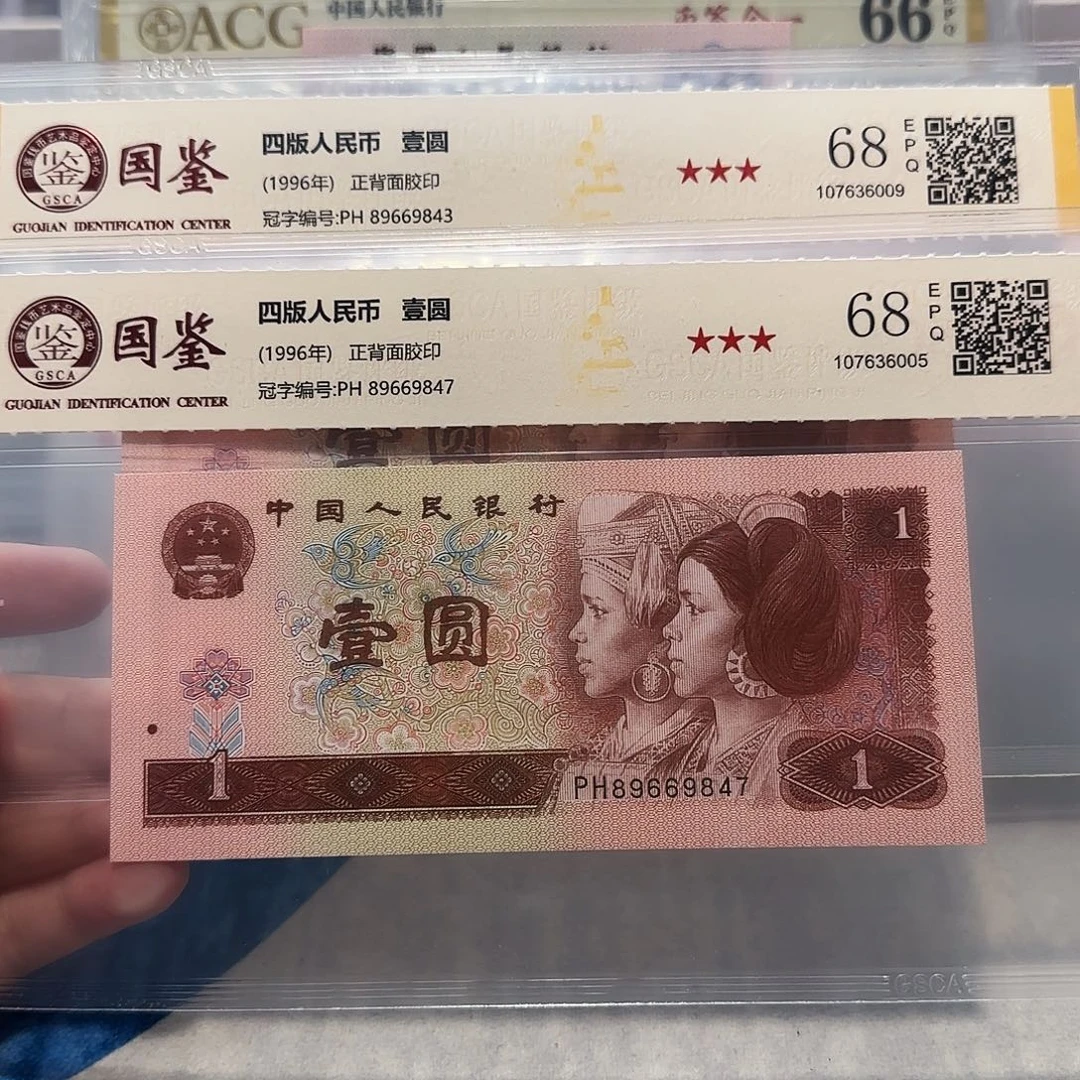 ACG
中国人民银行
66
EPQ
GSCA
国鉴
GSCA
GUOJIAN IDENTIFICATION CENTER
四版人民币 壹圆
(1996年) 正背面胶印
冠字编号:PH 89669843
★★★
68
EPQ
107636009
国鉴
GSCA
GUOJIAN IDENTIFICATION CENTER
四版人民币 壹圆
(1996年) 正背面胶印
冠字编号:PH 89669847
★★★
68
EPQ
107636005
壹圆
中国人民银行
1
壹圆
1
PH89669847
1
GSCA